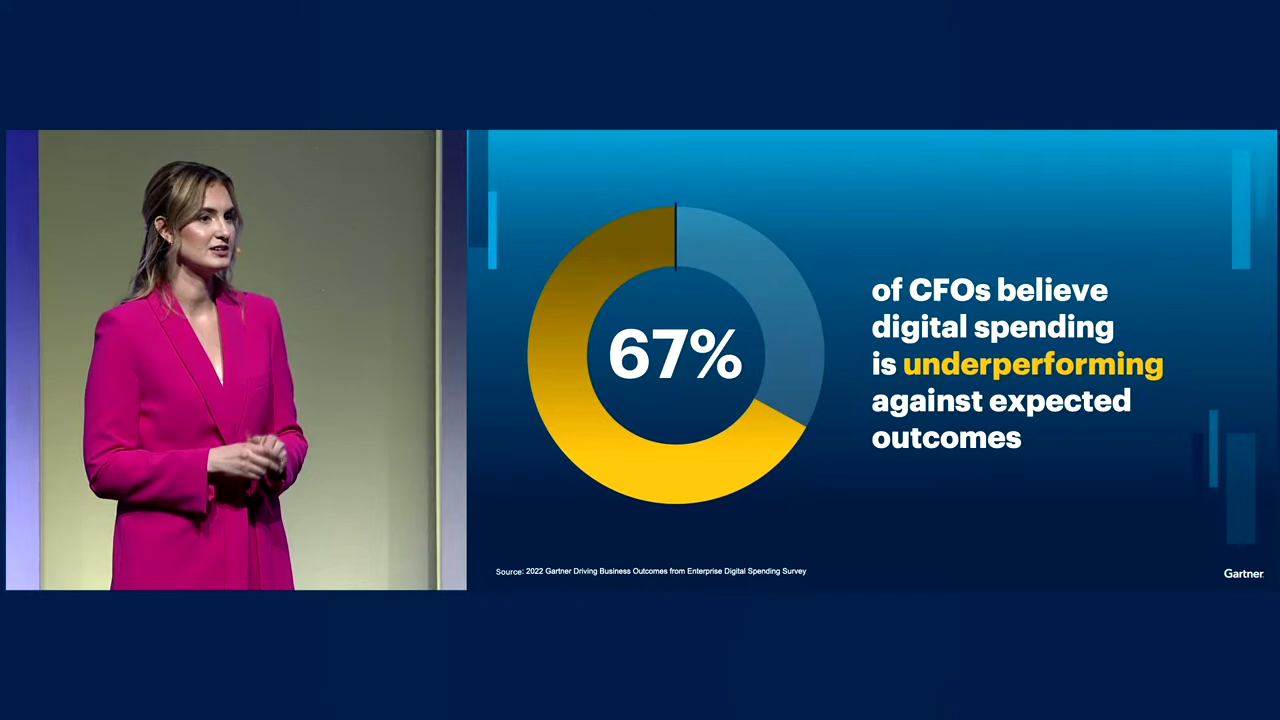 67%
of CFOs believe
digital spending
is underperforming
against expected
outcomes
Source: 2022 Gartner Driving Business Outcomes from Enterprise Digital Spending Survey
Gartner